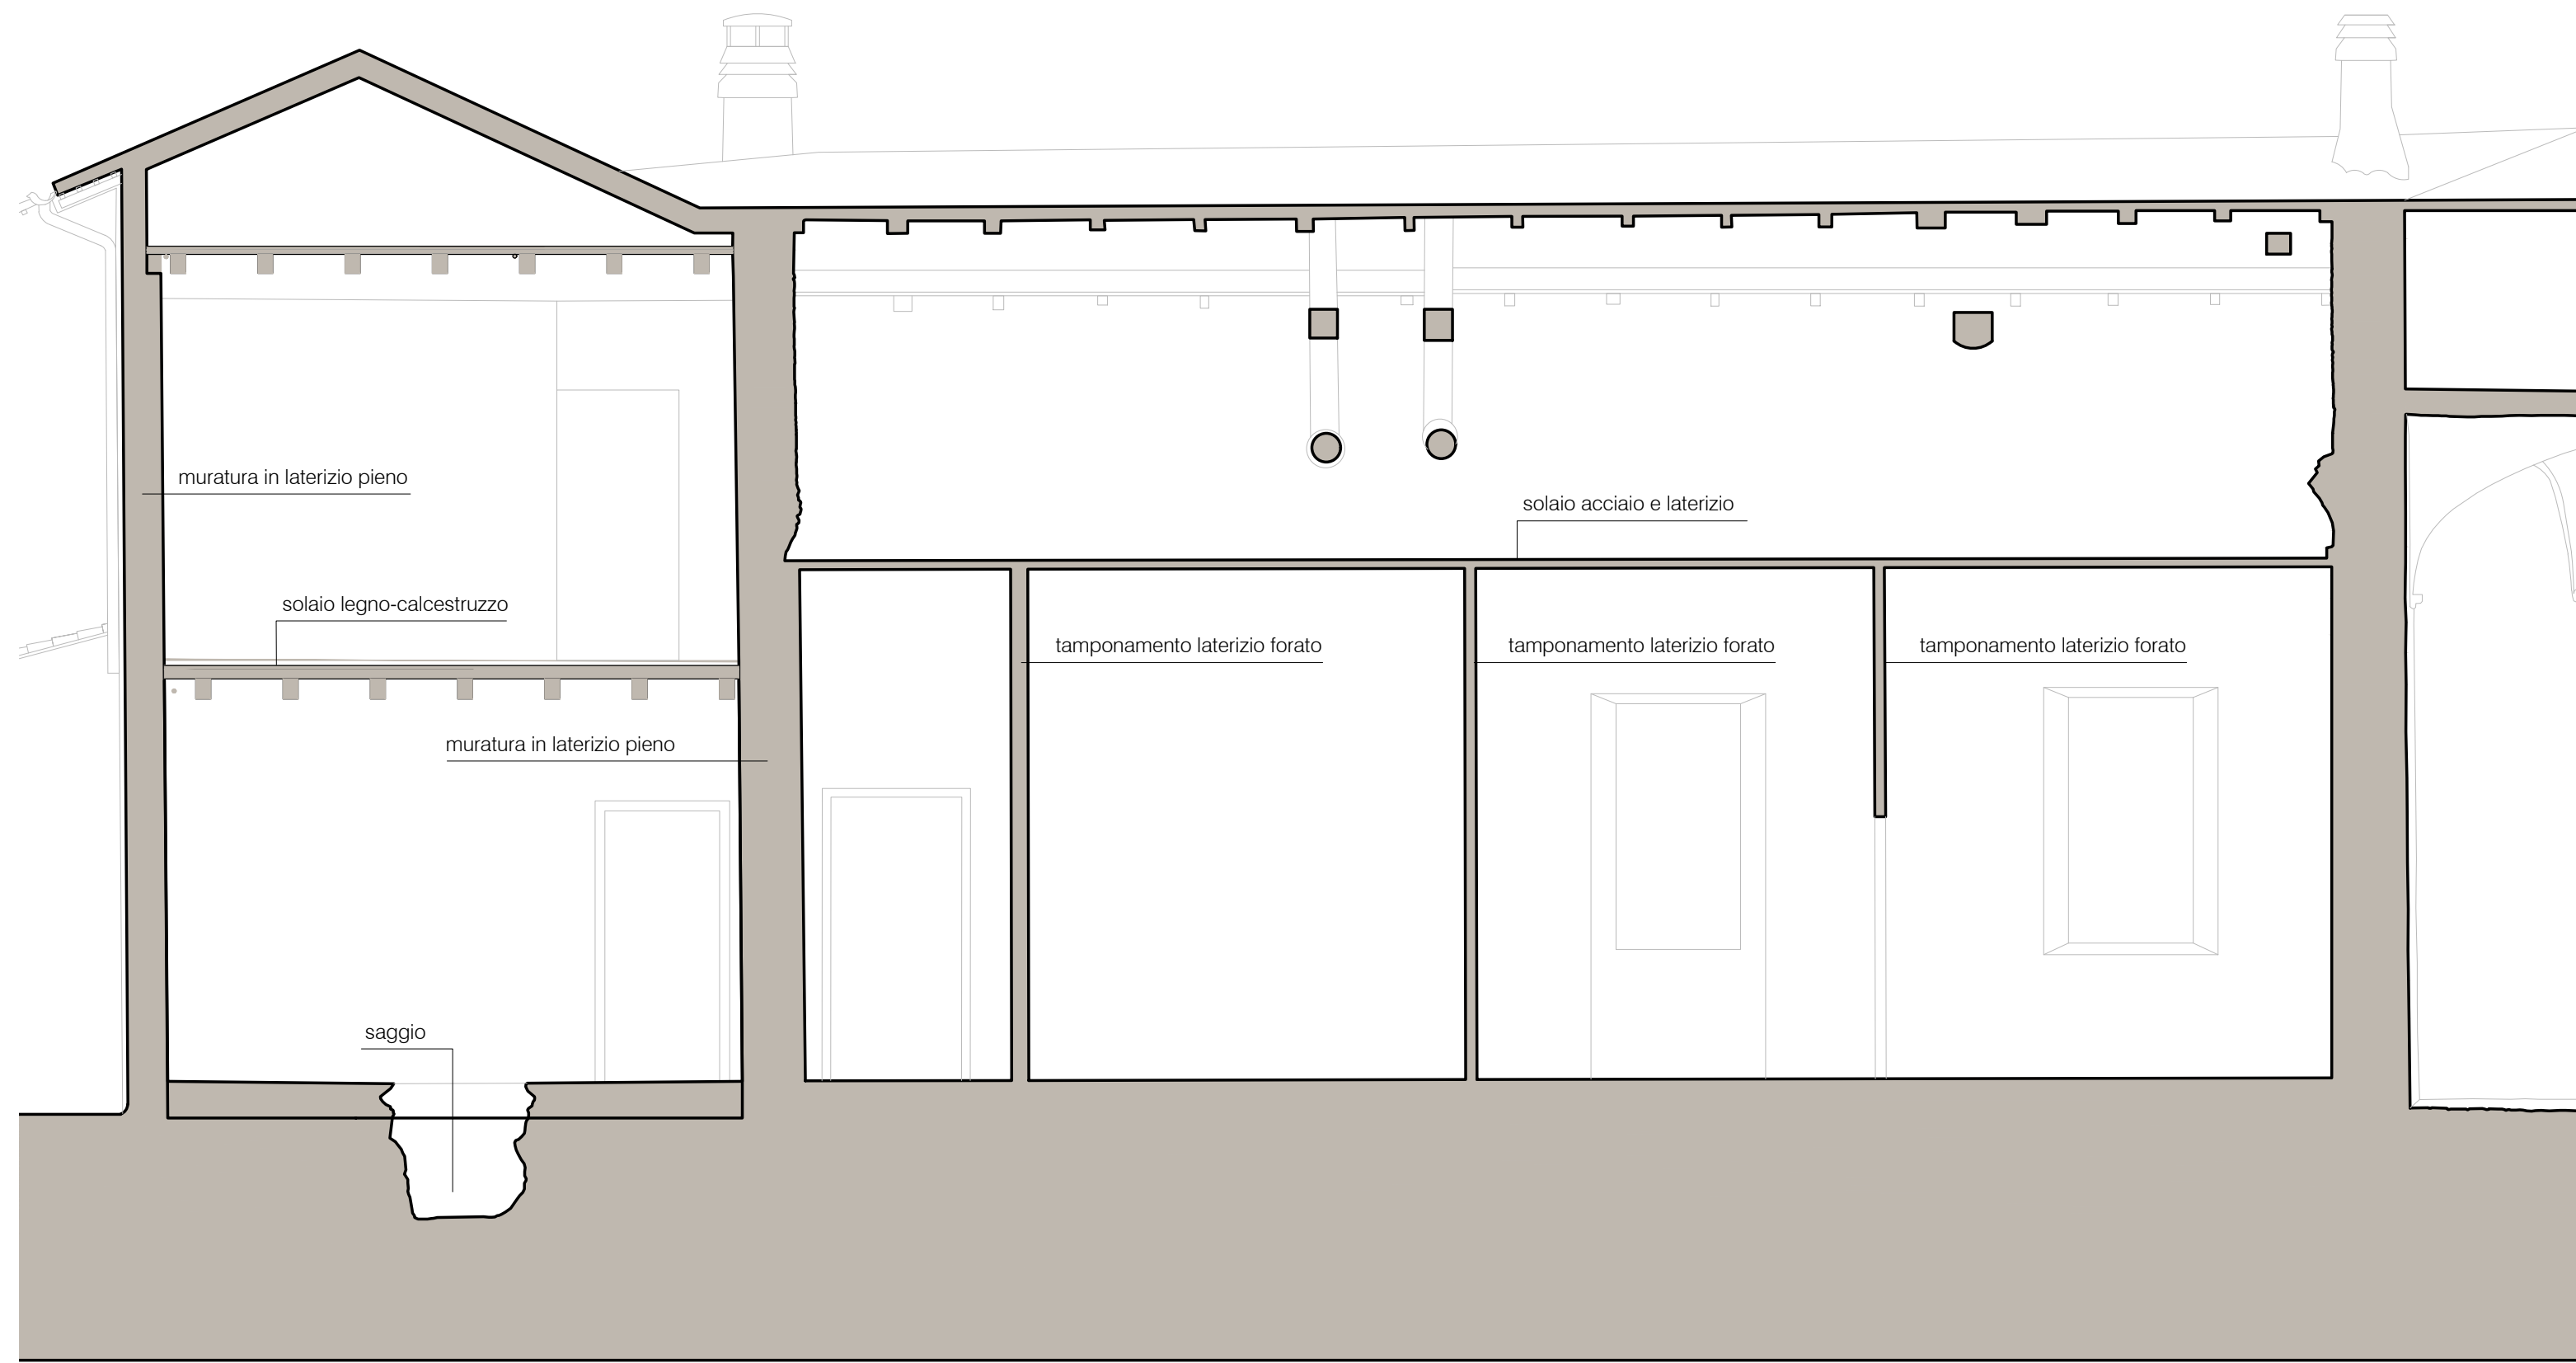 muratura in laterizio pieno
solaio acciaio e laterizio
solaio legno-calcestruzzo
tamponamento laterizio forato
tamponamento laterizio forato
tamponamento laterizio forato
muratura in laterizio pieno
saggio